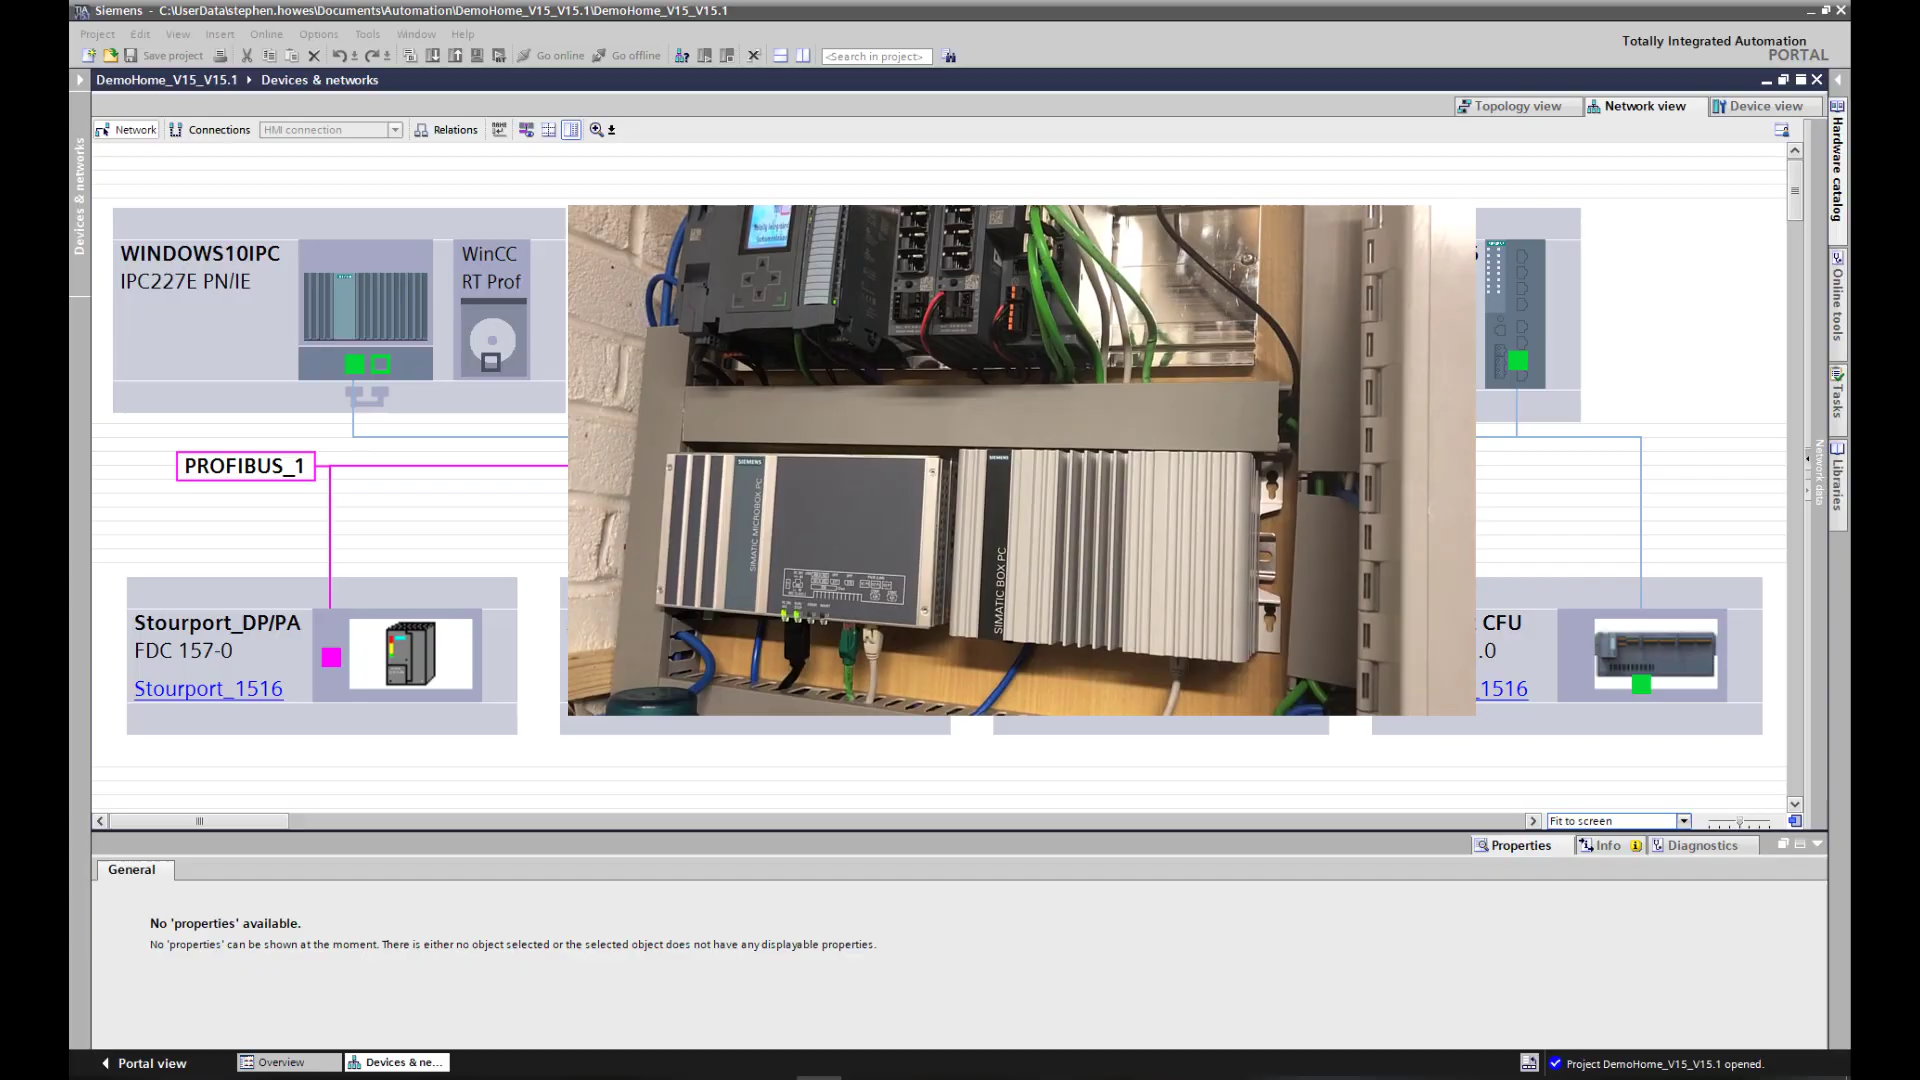 Siemens - C:\UserData\stephen.howes\Documents\Automation\DemoHome_V15_V15.1\DemoHome_V15_V15.1
Project Edit View Insert Online Options Tools Window Help
Totally Integrated Automation
PORTAL
Save project
Go online
Go offline
<Search in project>
DemoHome_V15_V15.1 Devices & networks
Topology view
Network view
Device view
Network
Connections
HMI connection
Relations
Devices & networks
Hardware catalog
Online tools
Tasks
Libraries
Network data
WINDOWS10IPC
IPC227E PN/IE
WinCC
RT Prof
PROFIBUS_1
Stourport_DP/PA
FDC 157-0
Stourport_1516
SIEMENS
SIMATIC MICROBOX PC
SIEMENS
SIMATIC BOX PC
CFU
.0
_1516
Fit to screen
Properties
Info
Diagnostics
General
No 'properties' available.
No 'properties' can be shown at the moment. There is either no object selected or the selected object does not have any displayable properties.
Portal view
Overview
Devices & ne...
Project DemoHome_V15_V15.1 opened.